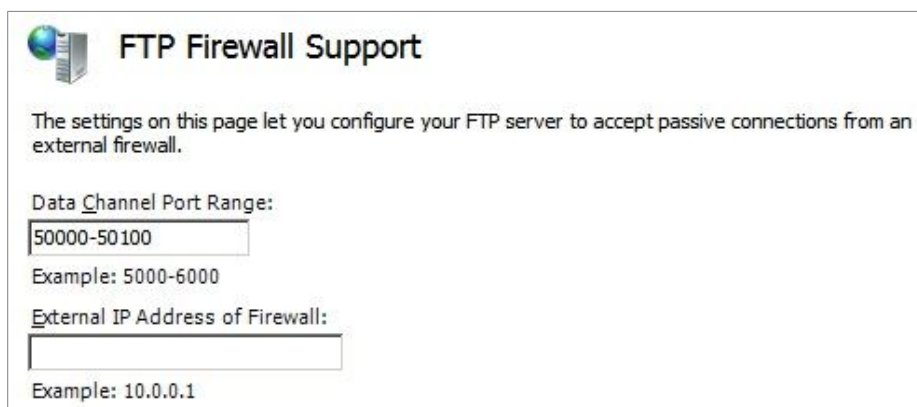 FTP Firewall Support
The settings on this page let you configure your FTP server to accept passive connections from an
external firewall.
Data Channel Port Range:
50000-50100
Example: 5000-6000
External IP Address of Firewall:
Example: 10.0.0.1